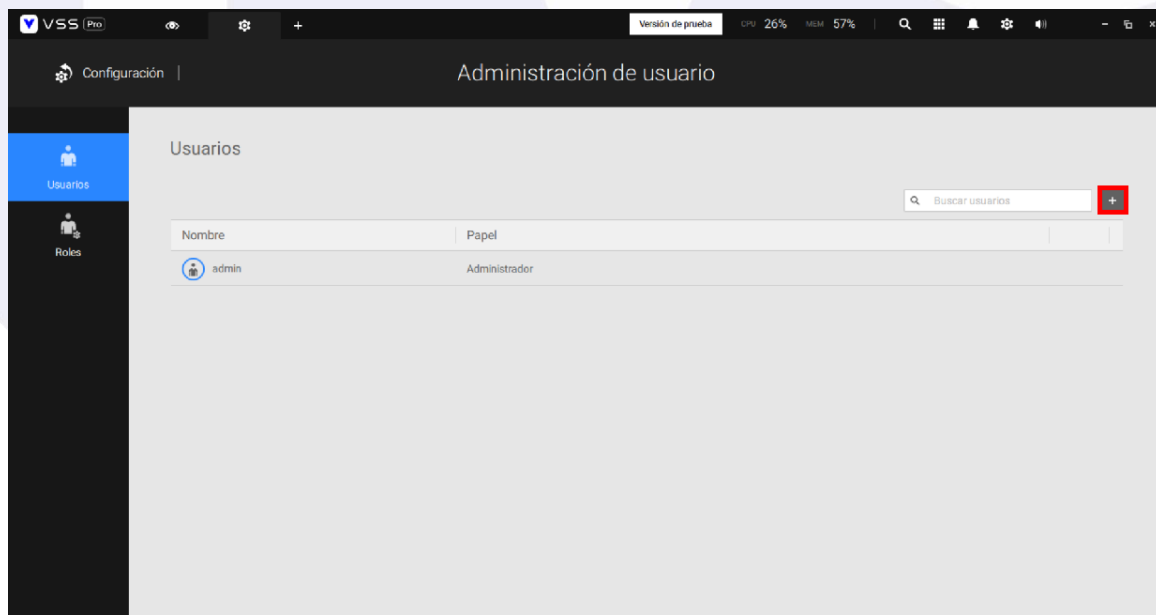 VSS Pro + Versión de prueba CPU 26% MEM 57%
Configuración | Administración de usuario
Usuarios
Usuarios
Buscar usuarios +
Nombre Papel
Roles
admin Administrador